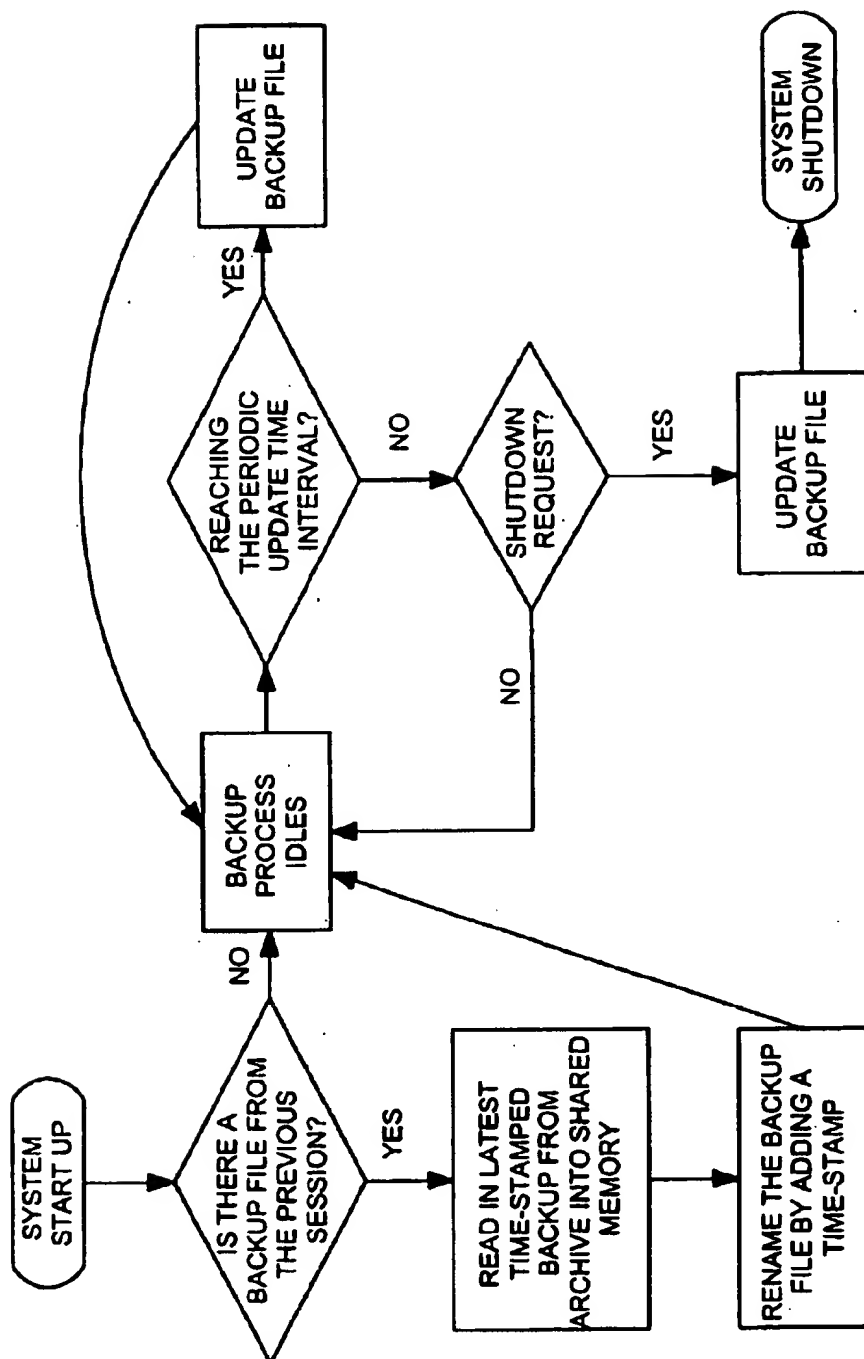 SYSTEM
START UP
IS THERE A
BACKUP FILE FROM
THE PREVIOUS
SESSION?
NO
YES
READ IN LATEST
TIME-STAMPED
BACKUP FROM
ARCHIVE INTO SHARED
MEMORY
RENAME THE BACKUP
FILE BY ADDING A
TIME-STAMP
BACKUP
PROCESS
IDLES
REACHING
THE PERIODIC
UPDATE TIME
INTERVAL?
YES
UPDATE
BACKUP FILE
NO
SHUTDOWN
REQUEST?
NO
YES
UPDATE
BACKUP FILE
SYSTEM
SHUTDOWN